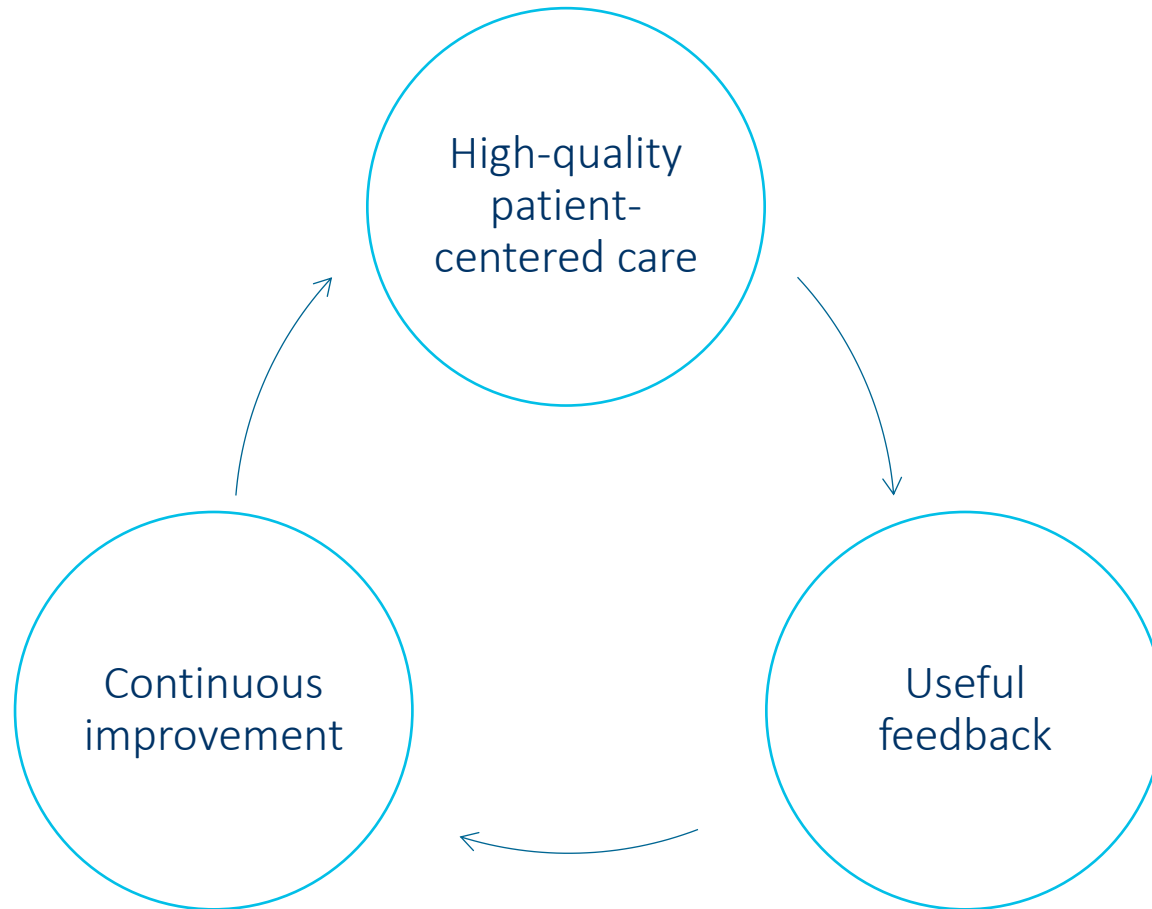 High-quality
patient-
centered care
Continuous
improvement
Useful
feedback